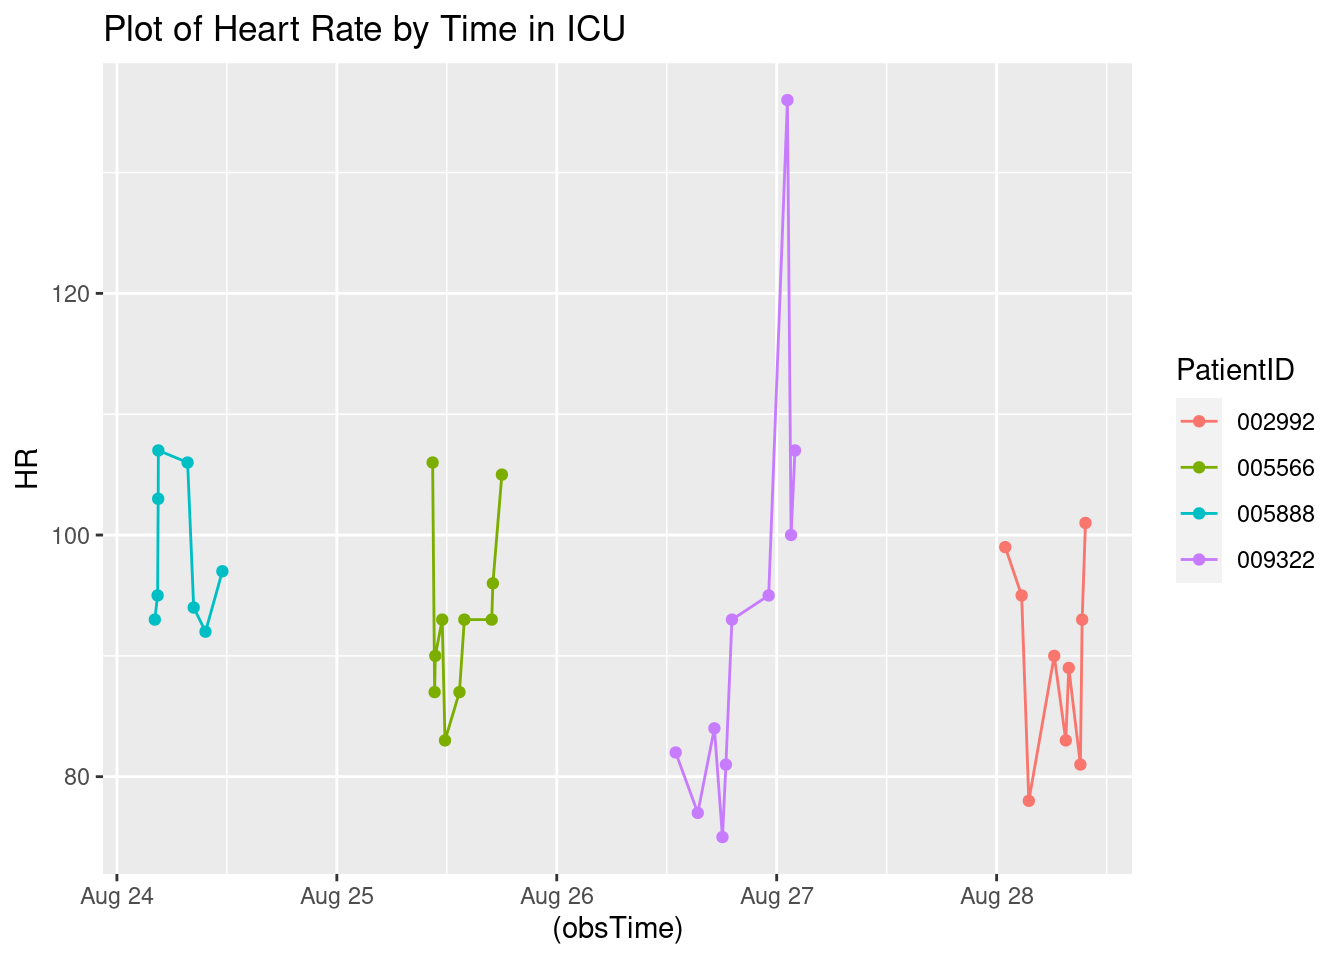 Plot of Heart Rate by Time in ICU
HR
120
100
80
Aug 24
Aug 25
Aug 26
Aug 27
Aug 28
(obsTime)
PatientID
002992
005566
005888
009322